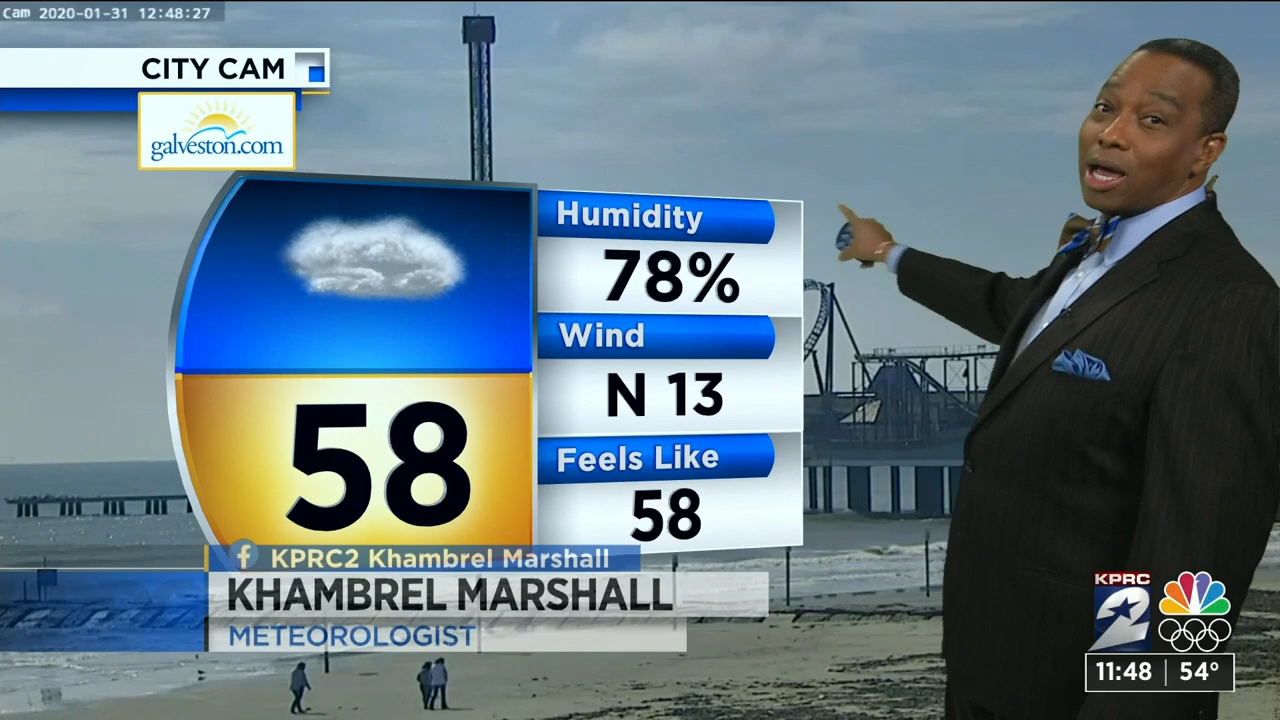 Cam 2020-01-31 12:48:27
CITY CAM
galveston.com
Humidity
78%
Wind
N 13
58
Feels Like
58
f KPRC2 Khambrel Marshall
KHAMBREL MARSHALL
METEOROLOGIST
KPRC
2
11:48 54°